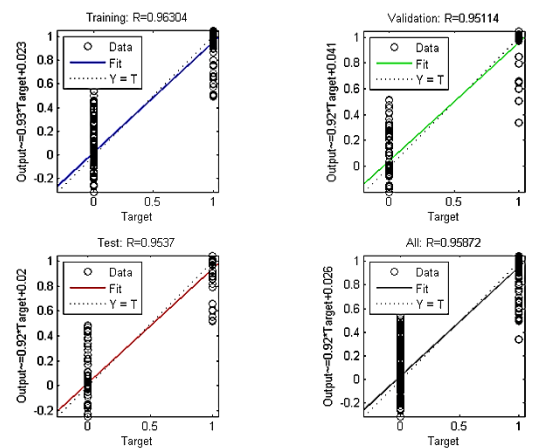 Training: R=0.96304
Output~=0.93*Target+0.023
1
0.8
0.6
0.4
0.2
0
-0.2
Data
Fit
Y = T
0 0.5 1
Target
Validation: R=0.95114
Output~=0.92*Target+0.041
1
0.8
0.6
0.4
0.2
0
-0.2
Data
Fit
Y = T
0 0.5 1
Target
Test: R=0.9537
Output~=0.92*Target+0.02
1
0.8
0.6
0.4
0.2
0
-0.2
Data
Fit
Y = T
0 0.5 1
Target
All: R=0.95872
Output~=0.92*Target+0.026
1
0.8
0.6
0.4
0.2
0
-0.2
Data
Fit
Y = T
0 0.5 1
Target